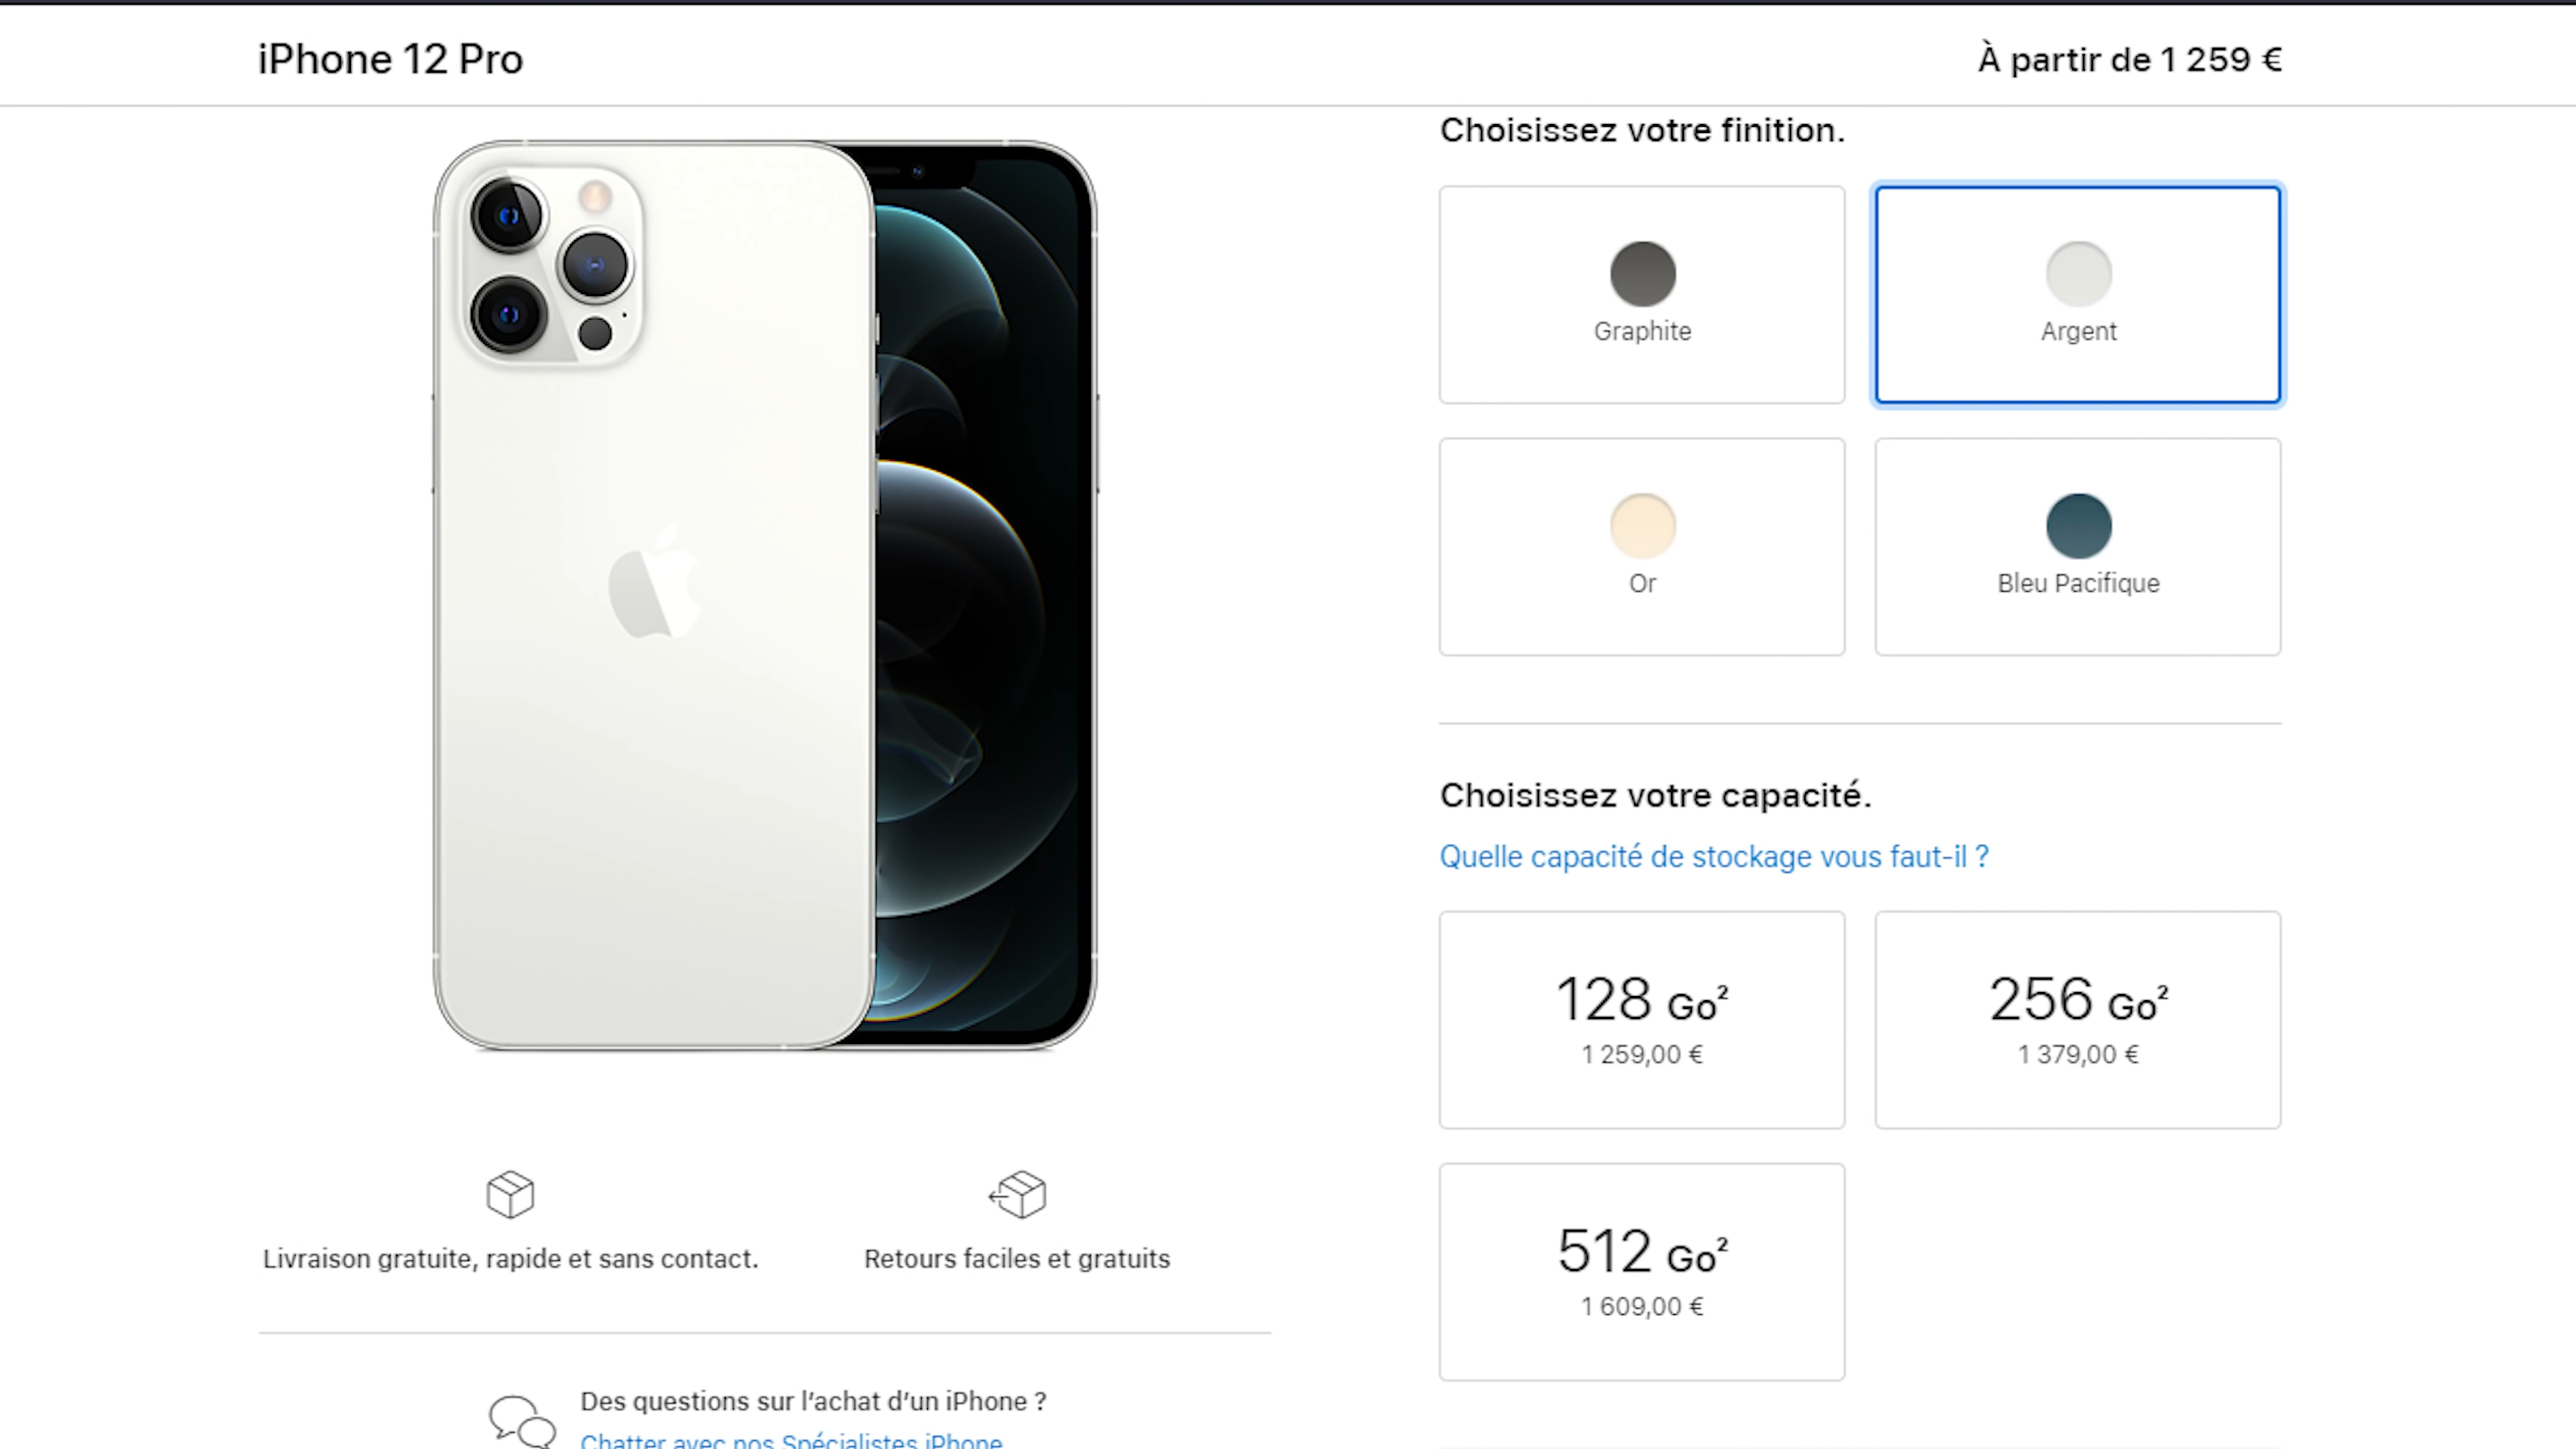 iPhone 12 Pro
À partir de 1 259 €
Choisissez votre finition.
Graphite
Argent
Or
Bleu Pacifique
Choisissez votre capacité.
Quelle capacité de stockage vous faut-il ?
128 Go²
1 259,00 €
256 Go²
1 379,00 €
512 Go²
1 609,00 €
Livraison gratuite, rapide et sans contact.
Retours faciles et gratuits
Des questions sur l’achat d’un iPhone ?
Chatter avec nos Spécialistes iPhone